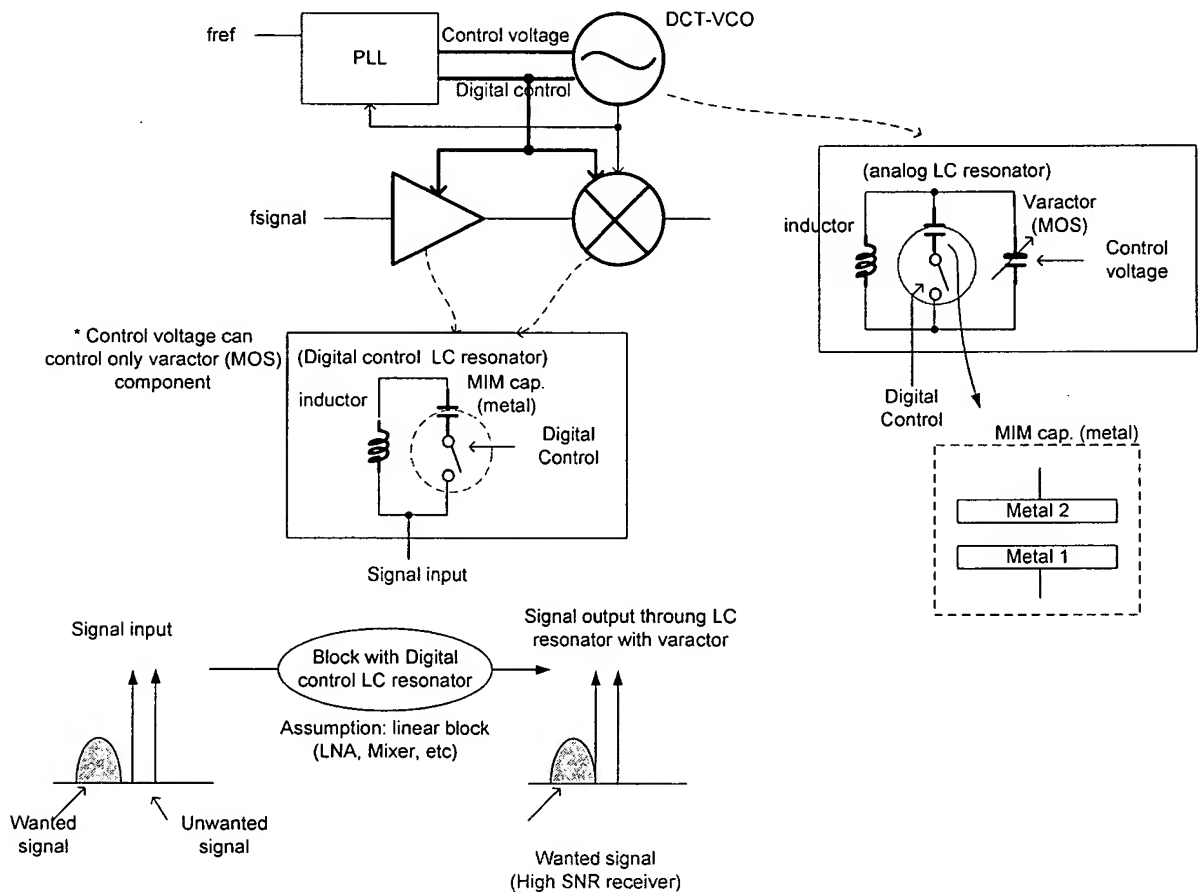 DCT-VCO
fref
PLL
Control voltage
Digital control
fsignal
(analog LC resonator)
inductor
Varactor
(MOS)
Control
voltage
Digital
Control
MIM cap. (metal)
Metal 2
Metal 1
* Control voltage can
control only varactor (MOS)
component
(Digital control LC resonator)
MIM cap.
(metal)
inductor
Digital
Control
Signal input
Signal input
Block with Digital
control LC resonator
Assumption: linear block
(LNA, Mixer, etc)
Signal output throung LC
resonator with varactor
Wanted
signal
Unwanted
signal
Wanted signal
(High SNR receiver)